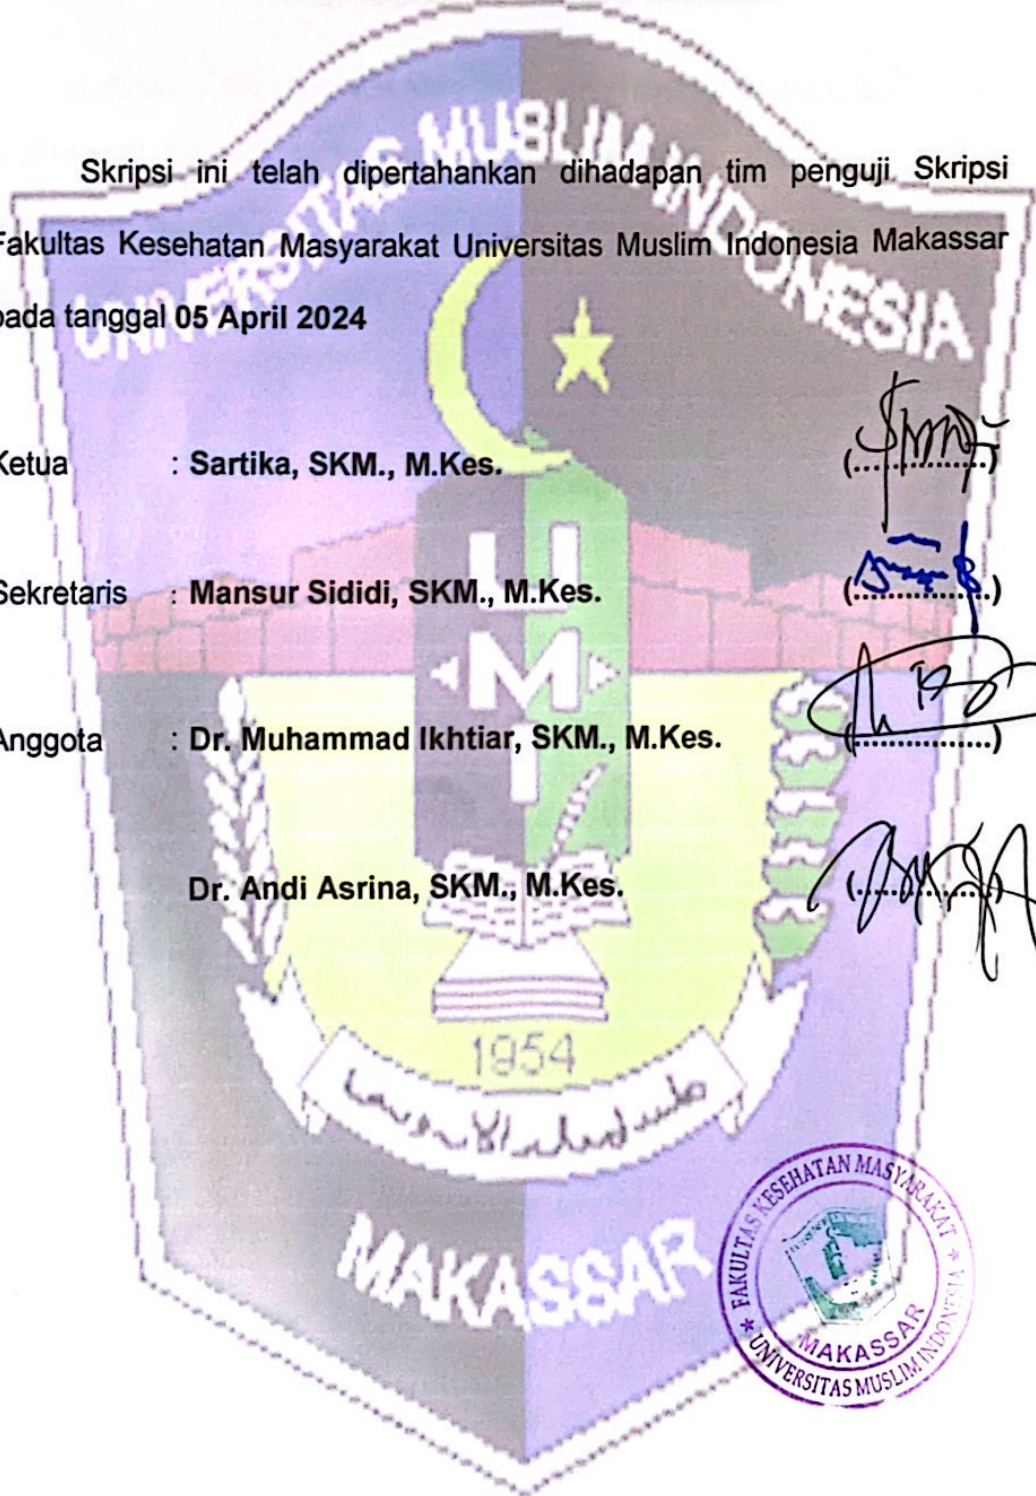 UNIVERSITAS MUSLIM INDONESIA
Skripsi ini telah dipertahankan dihadapan tim penguji Skripsi
Fakultas Kesehatan Masyarakat Universitas Muslim Indonesia Makassar
pada tanggal 05 April 2024
Ketua : Sartika, SKM., M.Kes. (................)
Sekretaris : Mansur Sididi, SKM., M.Kes. (................)
Anggota : Dr. Muhammad Ikhtiar, SKM., M.Kes. (................)
Dr. Andi Asrina, SKM., M.Kes. (................)
UMI
1954
MAKASSAR
FAKULTAS KESEHATAN MASYARAKAT
MAKASSAR
UNIVERSITAS MUSLIM INDONESIA